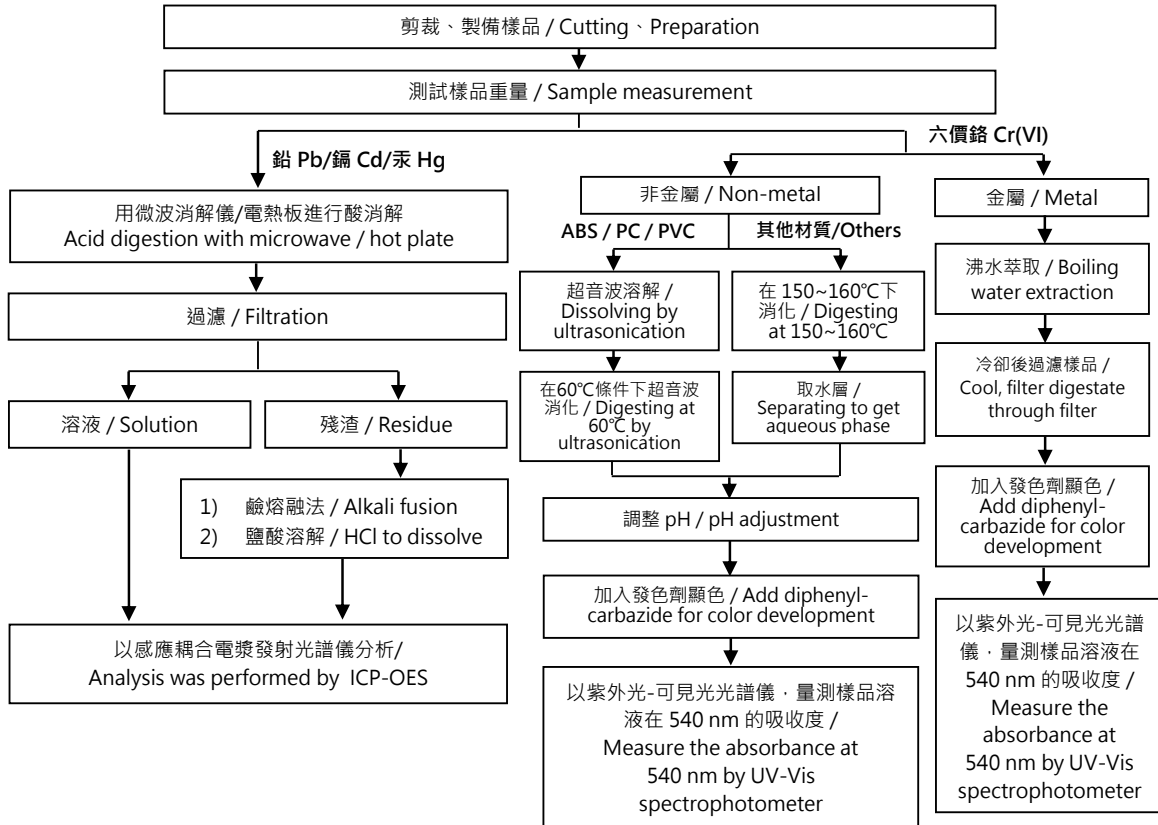 剪裁、製備樣品 / Cutting、Preparation
測試樣品重量 / Sample measurement
鉛 Pb/鎘 Cd/汞 Hg
六價鉻 Cr(VI)
用微波消解儀/電熱板進行酸消解
Acid digestion with microwave / hot plate
過濾 / Filtration
溶液 / Solution
殘渣 / Residue
1) 鹼熔融法 / Alkali fusion
2) 鹽酸溶解 / HCl to dissolve
以感應耦合電漿發射光譜儀分析/
Analysis was performed by ICP-OES
非金屬 / Non-metal
ABS / PC / PVC
其他材質/Others
超音波溶解 /
Dissolving by
ultrasonication
在60℃條件下超音波
消化 / Digesting at
60℃ by
ultrasonication
在 150~160℃下
消化 / Digesting
at 150~160℃
取水層 /
Separating to get
aqueous phase
調整 pH / pH adjustment
加入發色劑顯色 / Add diphenyl-
carbazide for color development
以紫外光-可見光光譜儀，量測樣品溶
液在 540 nm 的吸收度 /
Measure the absorbance at
540 nm by UV-Vis
spectrophotometer
金屬 / Metal
沸水萃取 / Boiling
water extraction
冷卻後過濾樣品 /
Cool, filter digestate
through filter
加入發色劑顯色 /
Add diphenyl-
carbazide for color
development
以紫外光-可見光光譜
儀，量測樣品溶液在
540 nm 的吸收度 /
Measure the
absorbance at
540 nm by UV-Vis
spectrophotometer